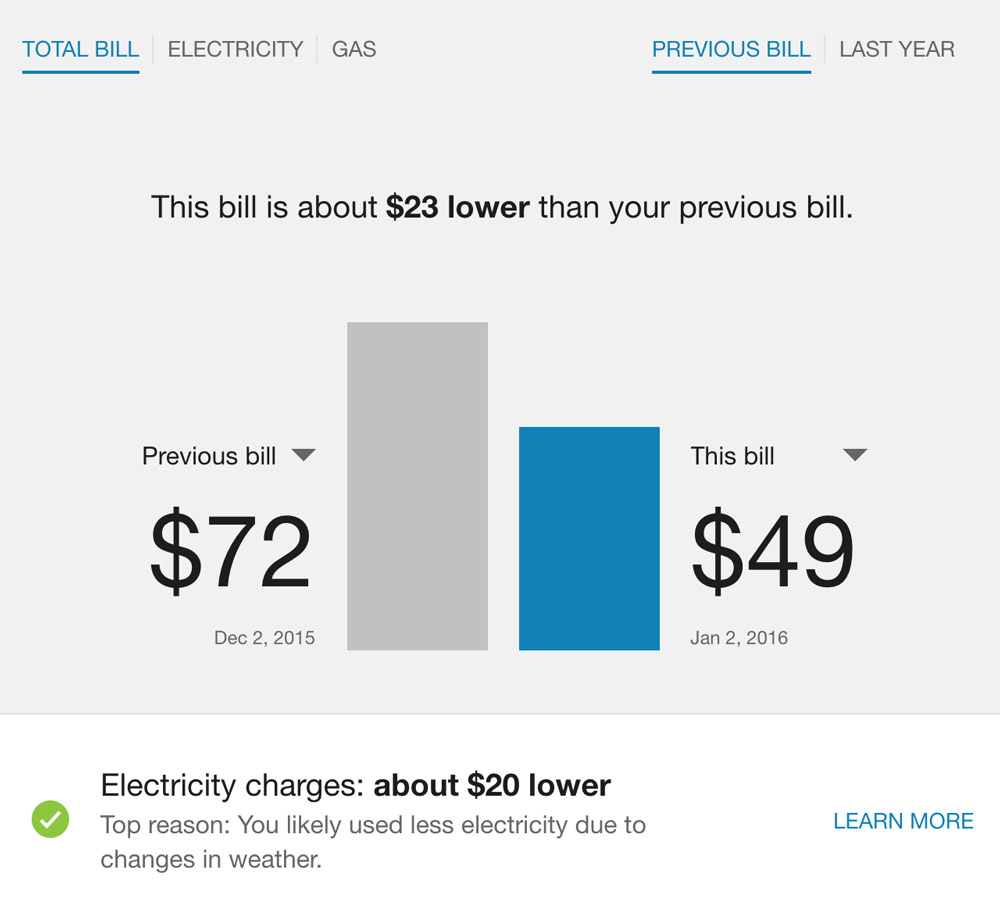 TOTAL BILL ELECTRICITY GAS PREVIOUS BILL LAST YEAR
This bill is about $23 lower than your previous bill.
Previous bill
$72
Dec 2, 2015
This bill
$49
Jan 2, 2016
Electricity charges: about $20 lower
Top reason: You likely used less electricity due to
changes in weather.
LEARN MORE